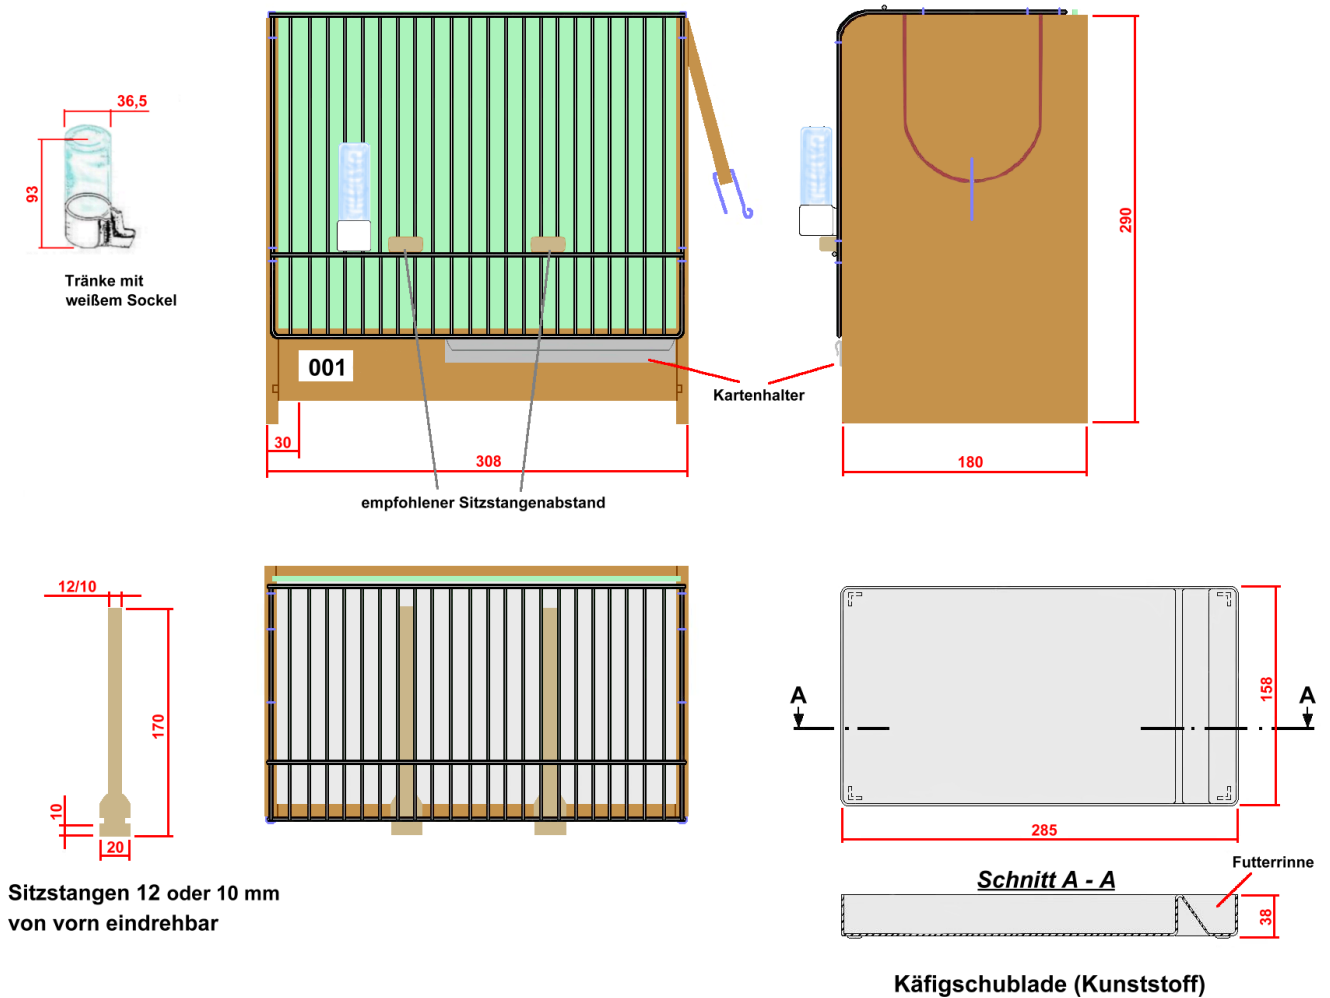 36,5
93
Tränke mit
weißem Sockel
001
30
308
empfohlener Sitzstangenabstand
Kartenhalter
290
180
12/10
170
10
20
Sitzstangen 12 oder 10 mm
von vorn eindrehbar
A
A
158
285
Schnitt A - A
Futterrinne
38
Käfigschublade (Kunststoff)